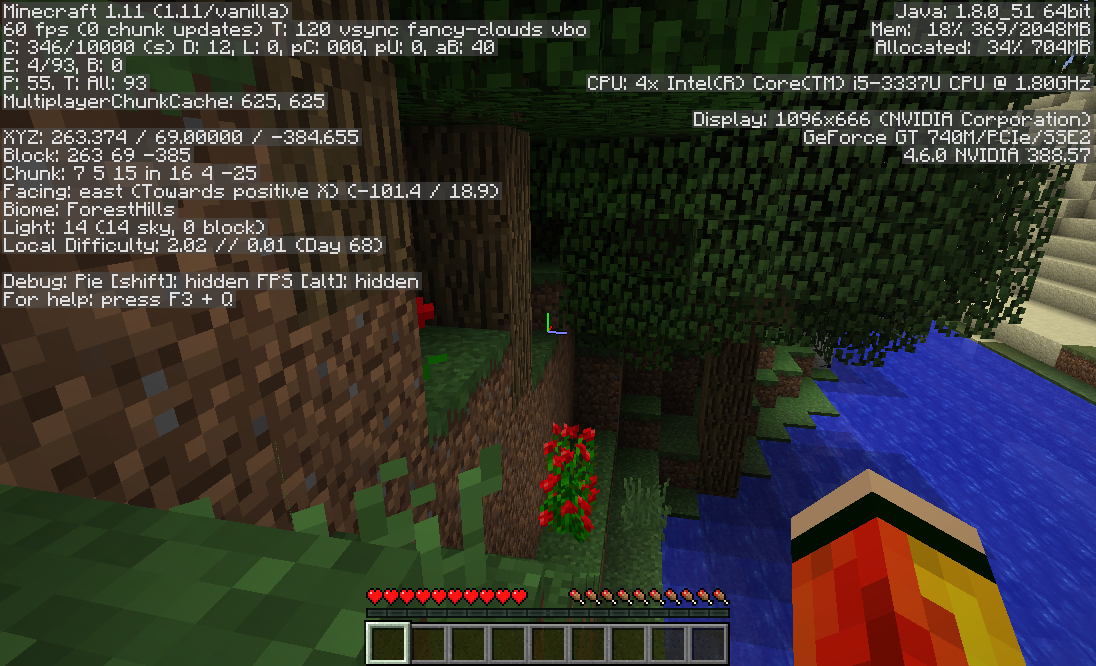 Minecraft 1.11 (1.11/vanilla)
60 fps (0 chunk updates) T: 120 vsync fancy-clouds vbo
C: 346/10000 (s) D: 12, L: 0, pC: 000, pU: 0, aB: 40
E: 4/93, B: 0
P: 55. T: All: 93
MultiplayerChunkCache: 625, 625
XYZ: 263.374 / 69.00000 / -384.655
Block: 263 69 -385
Chunk: 7 5 15 in 16 4 -25
Facing: east (Towards positive X) (-101.4 / 18.9)
Biome: ForestHills
Light: 14 (14 sky, 0 block)
Local Difficulty: 2.02 // 0.01 (Day 68)
Debug: Pie [shift]: hidden FPS [alt]: hidden
For help: press F3 + Q
Java: 1.8.0_51 64bit
Mem: 18% 369/2048MB
Allocated: 34% 704MB
CPU: 4x Intel(R) Core(TM) i5-3337U CPU @ 1.80GHz
Display: 1096x666 (NVIDIA Corporation)
GeForce GT 740M/PCIe/SSE2
4.6.0 NVIDIA 388.57